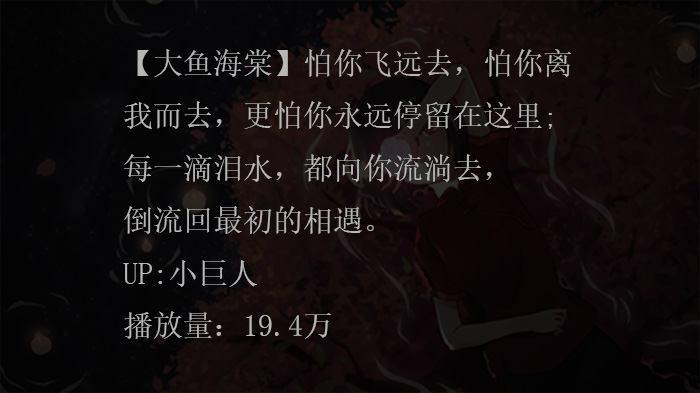 【大鱼海棠】怕你飞远去，怕你离
我而去，更怕你永远停留在这里;
每一滴泪水，都向你流淌去，
倒流回最初的相遇。
UP:小巨人
播放量：19.4万